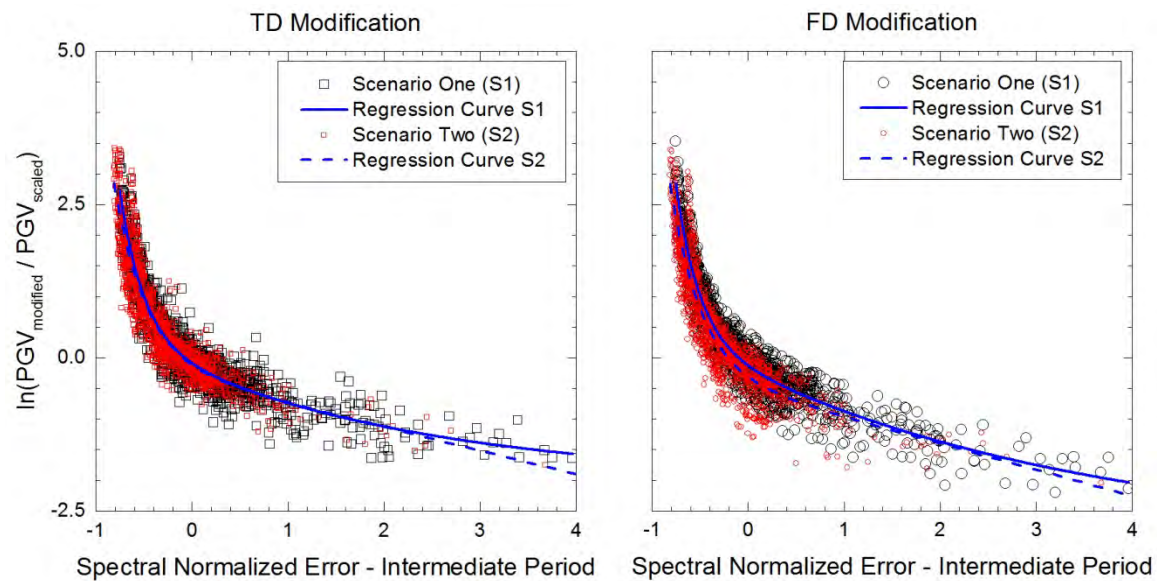 TD Modification
5.0
2.5
0.0
-2.5
-1 0 1 2 3 4
ln(PGVmodified / PGVscaled)
Spectral Normalized Error - Intermediate Period
Scenario One (S1)
Regression Curve S1
Scenario Two (S2)
Regression Curve S2
FD Modification
Scenario One (S1)
Regression Curve S1
Scenario Two (S2)
Regression Curve S2
-1 0 1 2 3 4
Spectral Normalized Error - Intermediate Period